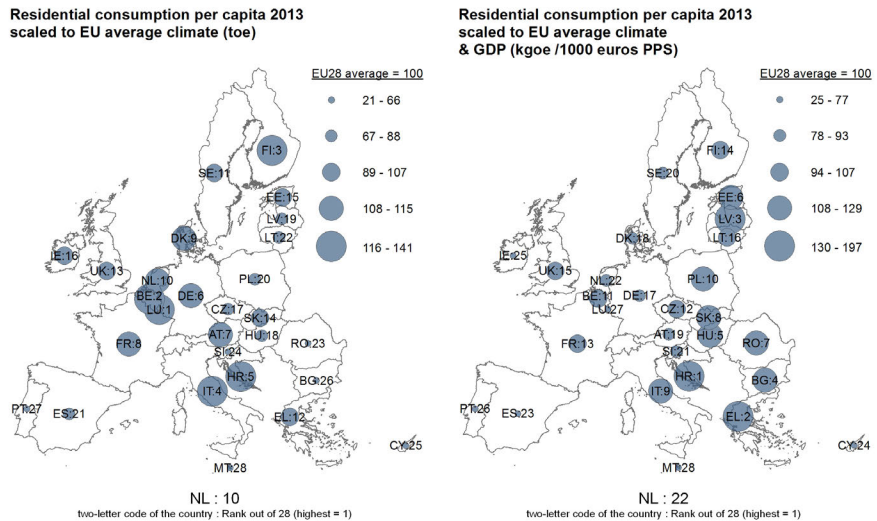 Residential consumption per capita 2013
scaled to EU average climate (toe)
EU28 average = 100
21 - 66
67 - 88
89 - 107
108 - 115
116 - 141
FI:3
SE:11
EE:15
LV:19
LT:22
DK:9
IE:16
UK:13
NL:10
PL:20
BE:2
DE:6
LU:1
CZ:17
SK:14
FR:8
AT:7
HU:18
RO:23
SI:24
HR:5
BG:26
IT:4
PT:27
ES:21
EL:12
CY:25
MT:28
NL : 10
two-letter code of the country : Rank out of 28 (highest = 1)
Residential consumption per capita 2013
scaled to EU average climate
& GDP (kgoe /1000 euros PPS)
EU28 average = 100
25 - 77
78 - 93
94 - 107
108 - 129
130 - 197
FI:14
SE:20
EE:6
LV:3
LT:16
DK:18
IE:25
UK:15
NL:22
PL:10
BE:11
DE:17
LU:27
CZ:12
SK:8
FR:13
AT:19
HU:5
RO:7
SI:21
HR:1
BG:4
IT:9
PT:26
ES:23
EL:2
CY:24
MT:28
NL : 22
two-letter code of the country : Rank out of 28 (highest = 1)